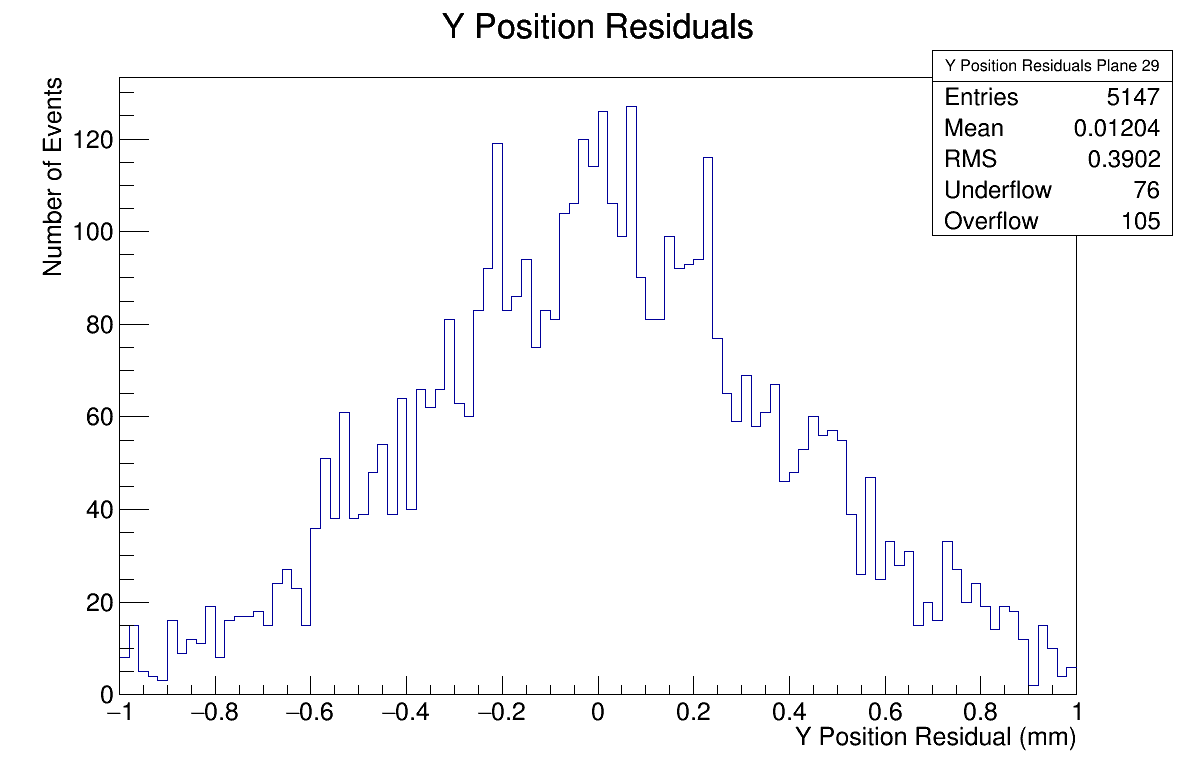 Y Position Residuals
Y Position Residuals Plane 29
Entries 5147
Mean 0.01204
RMS 0.3902
Underflow 76
Overflow 105
Number of Events
120
100
80
60
40
20
0
−1 −0.8 −0.6 −0.4 −0.2 0 0.2 0.4 0.6 0.8 1
Y Position Residual (mm)